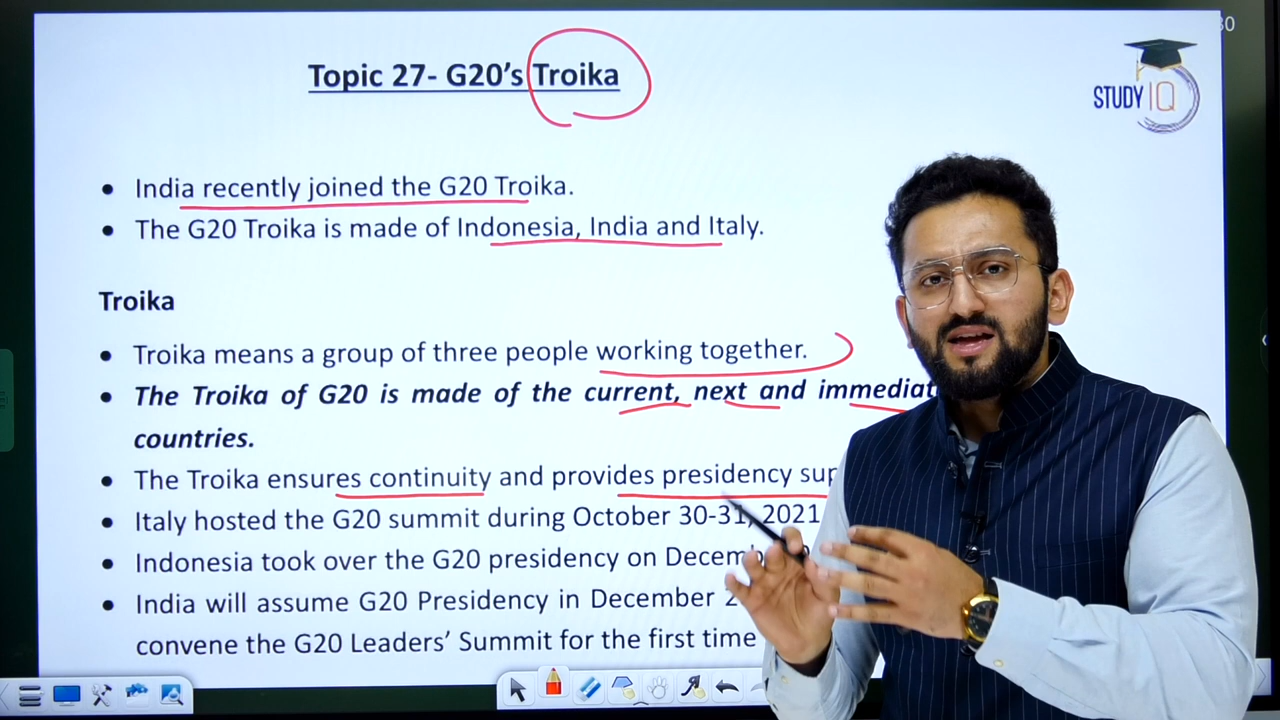 30
Topic 27- G20's Troika
STUDY IQ
India recently joined the G20 Troika.
The G20 Troika is made of Indonesia, India and Italy.
Troika
Troika means a group of three people working together.
The Troika of G20 is made of the current, next and
countries.
The Troika ensures continuity and provides presidency
Italy hosted the G20 summit during October 30-31, 2021
Indonesia took over the G20 presidency on
India will assume G20 Presidency in December
convene the G20 Leaders' Summit for the first time